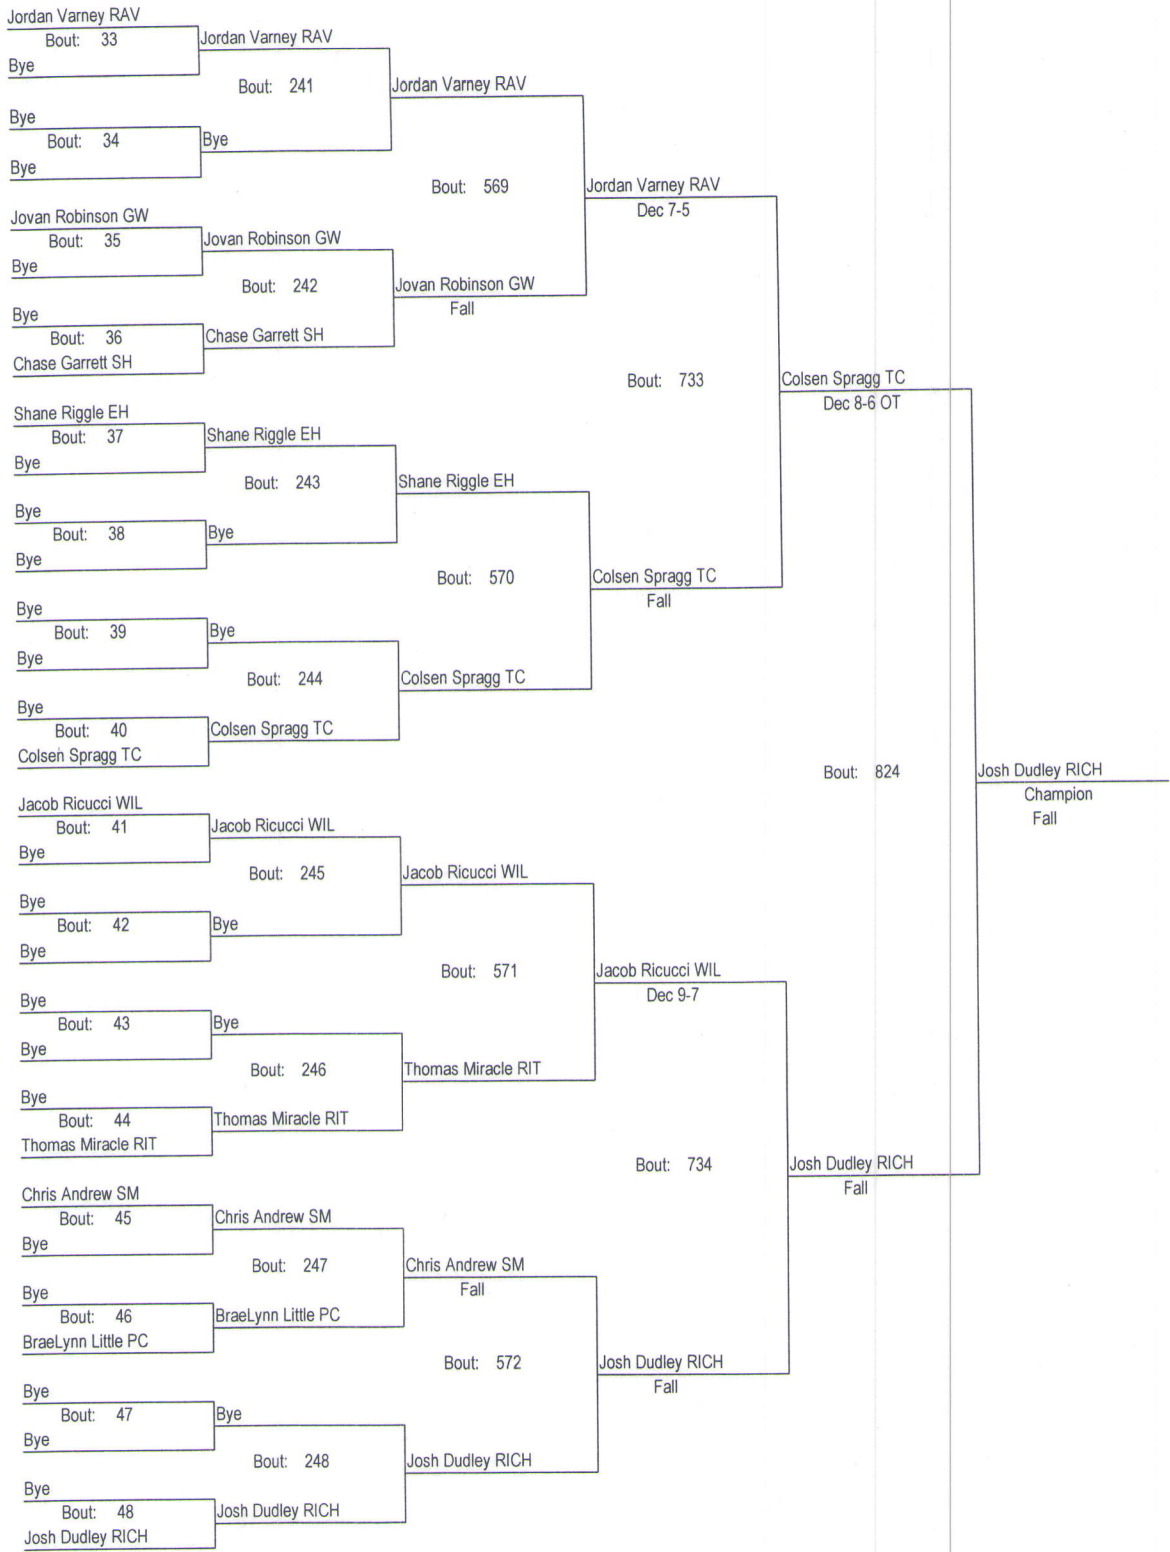 Jordan Varney RAV
Bout: 33
Jordan Varney RAV
Bye
Bout: 241
Jordan Varney RAV
Bye
Bout: 34
Bye
Bye
Bout: 569
Jordan Varney RAV
Dec 7-5
Jovan Robinson GW
Bout: 35
Jovan Robinson GW
Bye
Bout: 242
Jovan Robinson GW
Fall
Bye
Bout: 36
Chase Garrett SH
Chase Garrett SH
Bout: 733
Colsen Spragg TC
Dec 8-6 OT
Shane Riggle EH
Bout: 37
Shane Riggle EH
Bye
Bout: 243
Shane Riggle EH
Bye
Bout: 38
Bye
Bye
Bout: 570
Colsen Spragg TC
Fall
Bye
Bout: 39
Bye
Bye
Bout: 244
Colsen Spragg TC
Bye
Bout: 40
Colsen Spragg TC
Colsen Spragg TC
Bout: 824
Josh Dudley RICH
Champion
Fall
Jacob Ricucci WIL
Bout: 41
Jacob Ricucci WIL
Bye
Bout: 245
Jacob Ricucci WIL
Bye
Bout: 42
Bye
Bye
Bout: 571
Jacob Ricucci WIL
Dec 9-7
Bye
Bout: 43
Bye
Bye
Bout: 246
Thomas Miracle RIT
Bye
Bout: 44
Thomas Miracle RIT
Thomas Miracle RIT
Bout: 734
Josh Dudley RICH
Fall
Chris Andrew SM
Bout: 45
Chris Andrew SM
Bye
Bout: 247
Chris Andrew SM
Fall
Bye
Bout: 46
BraeLynn Little PC
BraeLynn Little PC
Bout: 572
Josh Dudley RICH
Fall
Bye
Bout: 47
Bye
Bye
Bout: 248
Josh Dudley RICH
Bye
Bout: 48
Josh Dudley RICH
Josh Dudley RICH